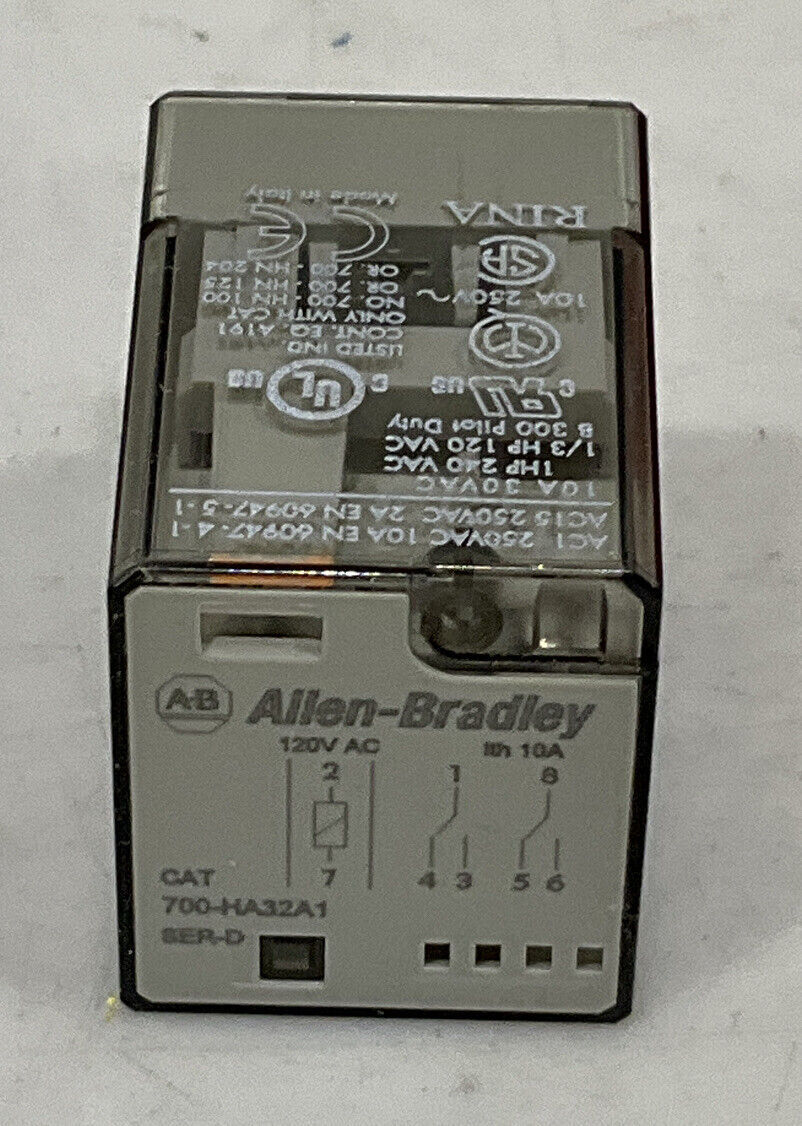 RINA
Made in Italy
CE
SA
10A 250V~
OR. 700 - HN 204
OR. 700 - HN 125
NO. 700 - HN 100
ONLY WITH CAT
CONT. EQ. A191
LISTED IND.
C UL US
C US
B 300 Pilot Duty
1/3 HP 120 VAC
1HP 240 VAC
10A 30VAC
AC15 250VAC 2A EN 60947-5-1
AC1 250VAC 10A EN 60947-4-1
A-B Allen-Bradley
120V AC Ith 10A
2 1 8
7 4 3 5 6
CAT
700-HA32A1
SER-D